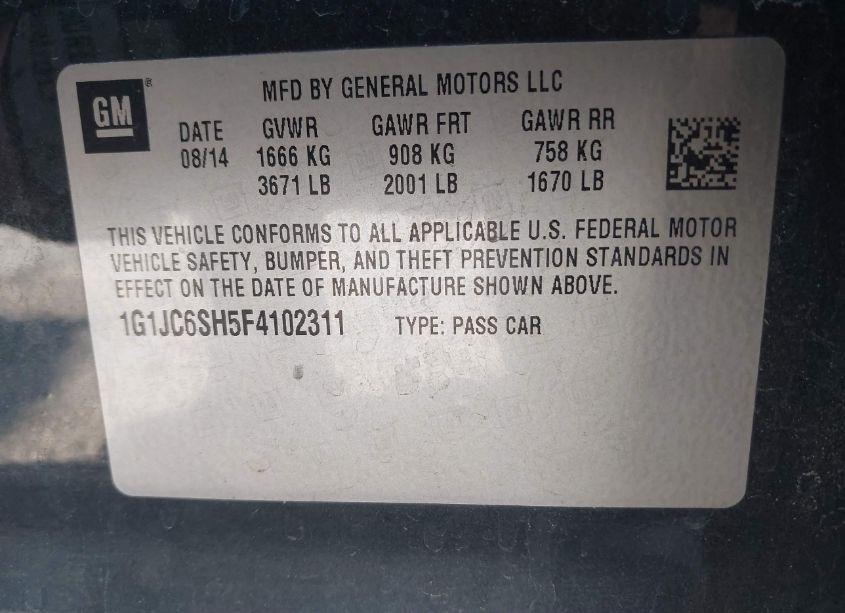 GM ®
MFD BY GENERAL MOTORS LLC
DATE GVWR GAWR FRT GAWR RR
08/14 1666 KG 908 KG 758 KG
3671 LB 2001 LB 1670 LB
THIS VEHICLE CONFORMS TO ALL APPLICABLE U.S. FEDERAL MOTOR
VEHICLE SAFETY, BUMPER, AND THEFT PREVENTION STANDARDS IN
EFFECT ON THE DATE OF MANUFACTURE SHOWN ABOVE.
1G1JC6SH5F4102311 TYPE: PASS CAR